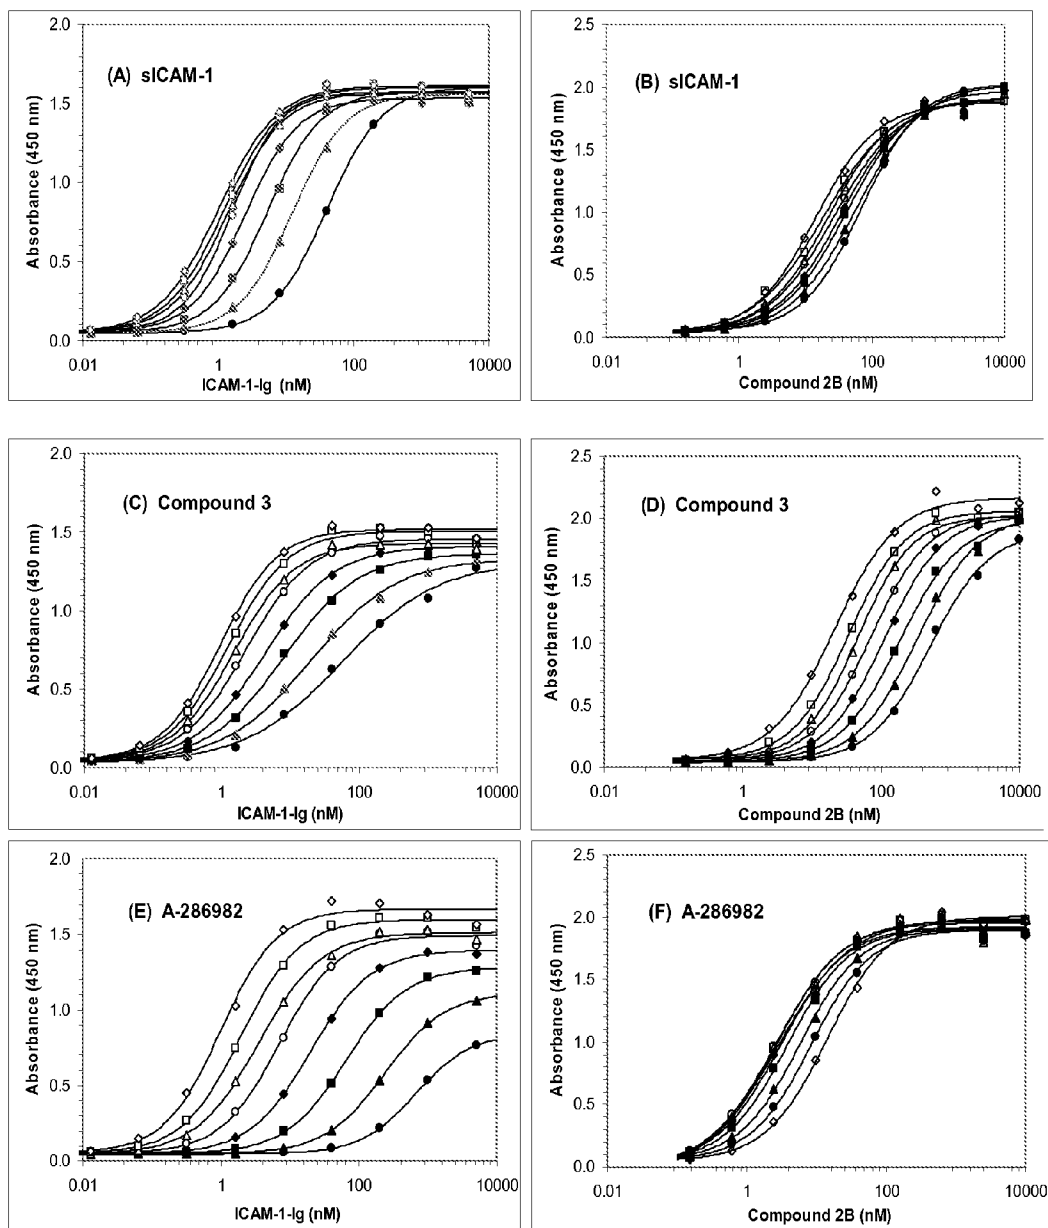 (A) sICAM-1
Absorbance (450 nm)
2.0
1.5
1.0
0.5
0.0
0.01 1 100 10000
ICAM-1-Ig (nM)
(B) sICAM-1
Absorbance (450 nm)
2.5
2.0
1.5
1.0
0.5
0.0
0.01 1 100 10000
Compound 2B (nM)
(C) Compound 3
Absorbance (450 nm)
2.0
1.5
1.0
0.5
0.0
0.01 1 100 10000
ICAM-1-Ig (nM)
(D) Compound 3
Absorbance (450 nm)
2.5
2.0
1.5
1.0
0.5
0.0
0.01 1 100 10000
Compound 2B (nM)
(E) A-286982
Absorbance (450 nm)
2.0
1.5
1.0
0.5
0.0
0.01 1 100 10000
ICAM-1-Ig (nM)
(F) A-286982
Absorbance (450 nm)
2.5
2.0
1.5
1.0
0.5
0.0
0.01 1 100 10000
Compound 2B (nM)